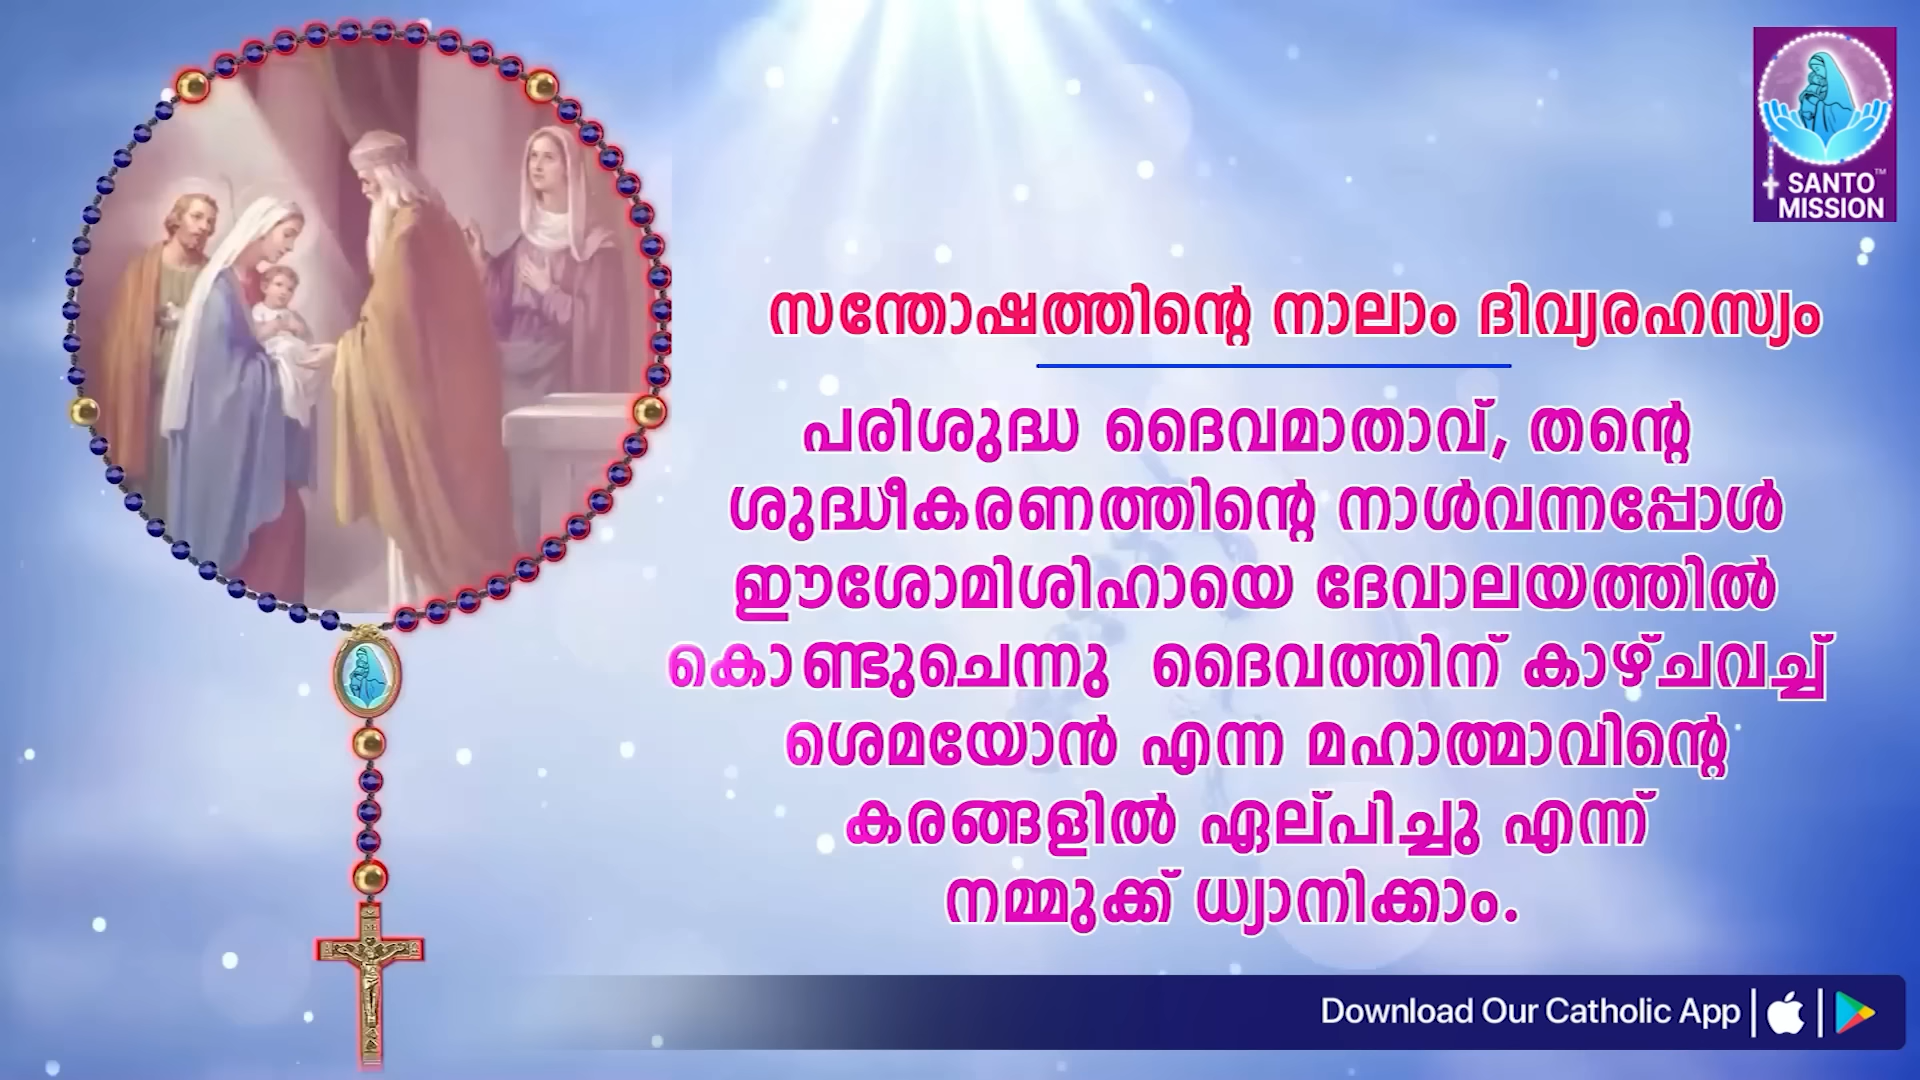 SANTO™
MISSION
സന്തോഷത്തിന്റെ നാലാം ദിവ്യരഹസ്യം
പരിശുദ്ധ ദൈവമാതാവ്, തന്റെ
ശുദ്ധീകരണത്തിന്റെ നാൾവന്നപ്പോൾ
ഈശോമിശിഹായെ ദേവാലയത്തിൽ
കൊണ്ടുചെന്നു ദൈവത്തിന് കാഴ്ചവച്ച്
ശെമയോൻ എന്ന മഹാത്മാവിന്റെ
കരങ്ങളിൽ ഏല്പിച്ചു എന്ന്
നമ്മുക്ക് ധ്യാനിക്കാം.
Download Our Catholic App